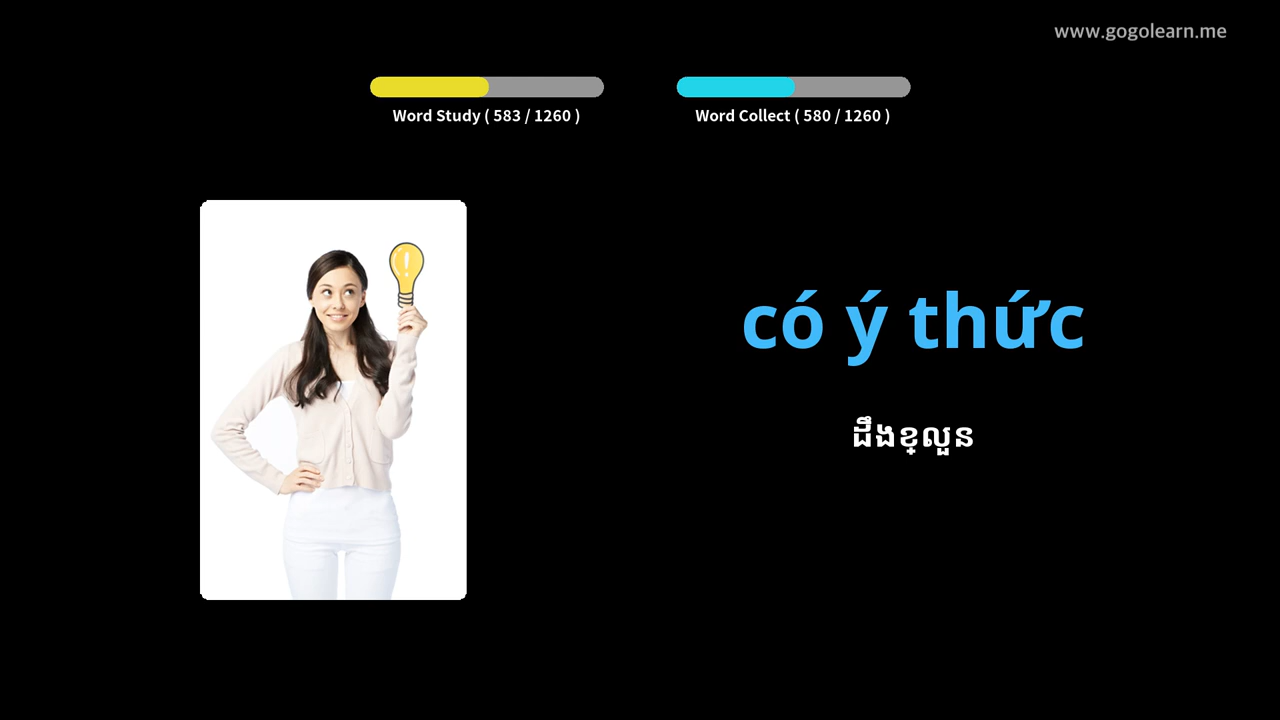 www.gogolearn.me
Word Study ( 583 / 1260 )
Word Collect ( 580 / 1260 )
có ý thức
ដឹងខ្លួន